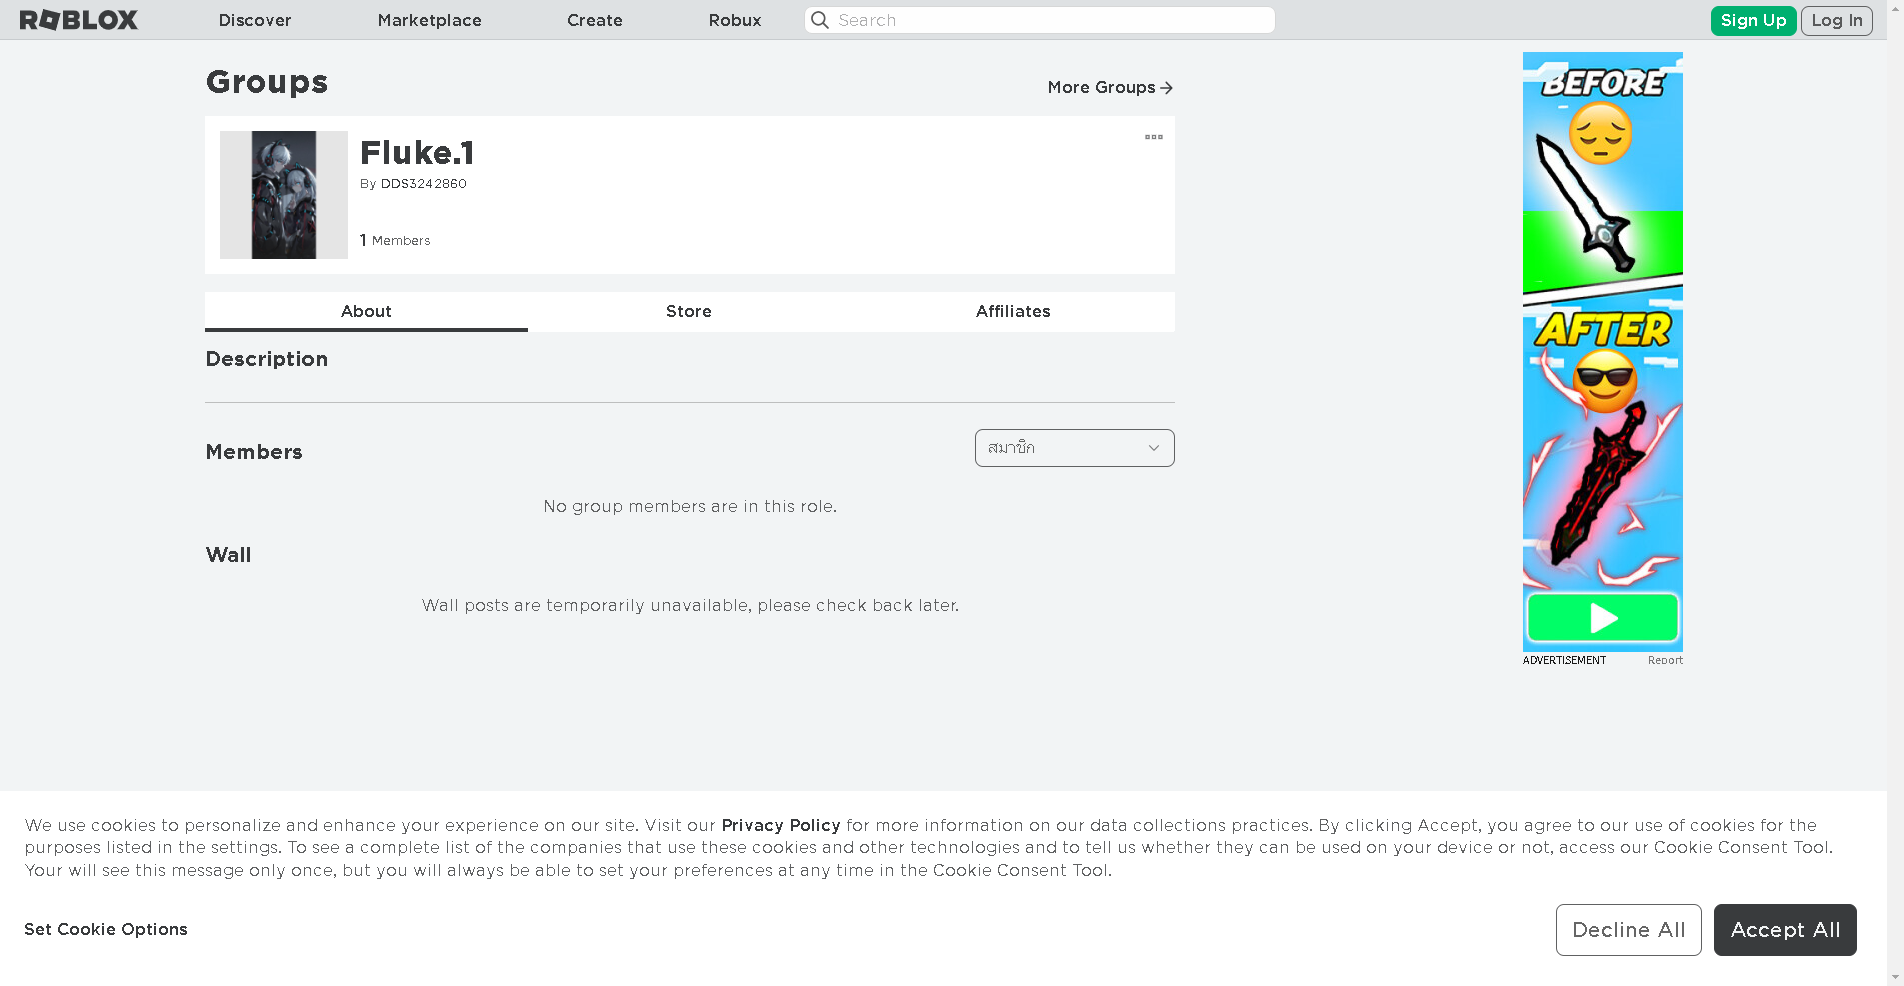 ROBLOX
Discover
Marketplace
Create
Robux
Search
Sign Up
Log In
Groups
More Groups
Fluke.1
By DDS3242860
1 Members
About
Store
Affiliates
Description
Members
สมาชิก
No group members are in this role.
Wall
Wall posts are temporarily unavailable, please check back later.
BEFORE
AFTER
ADVERTISEMENT
Report
We use cookies to personalize and enhance your experience on our site. Visit our Privacy Policy for more information on our data collections practices. By clicking Accept, you agree to our use of cookies for the
purposes listed in the settings. To see a complete list of the companies that use these cookies and other technologies and to tell us whether they can be used on your device or not, access our Cookie Consent Tool.
Your will see this message only once, but you will always be able to set your preferences at any time in the Cookie Consent Tool.
Set Cookie Options
Decline All
Accept All